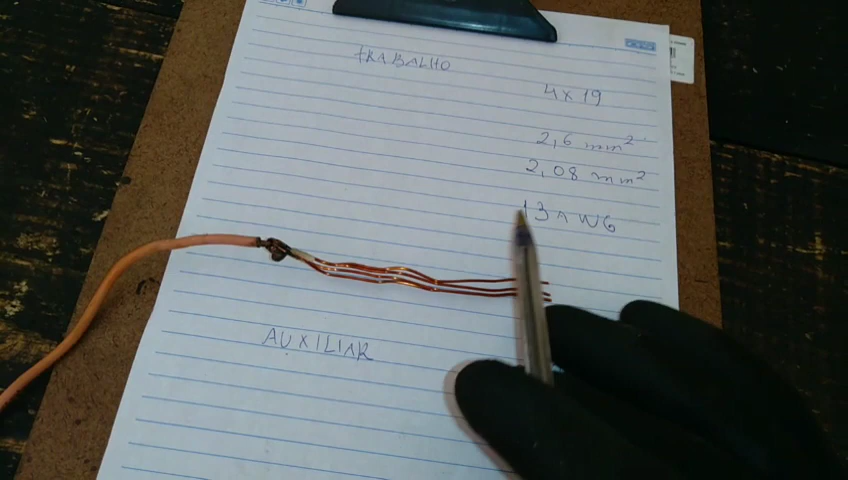 TRABALHO
4x19
2,6 mm²
2,08 mm²
13 AWG
AUXILIAR